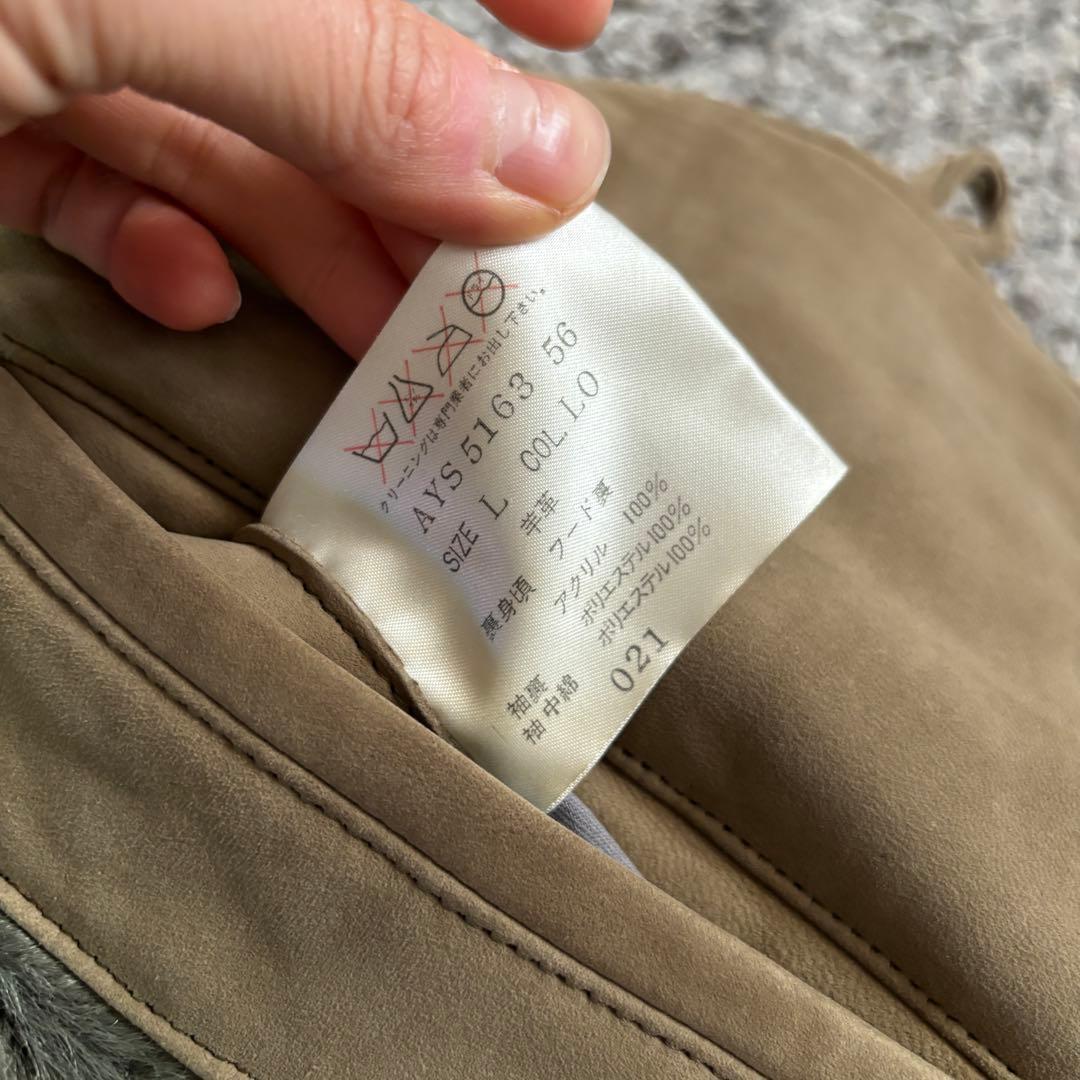 クリーニングは専門業者にお出し下さい。
AYS 5163 56
SIZE L COL. LO
羊革
裏身頃 フード裏
アクリル 100%
袖裏 ポリエステル100%
袖中綿 ポリエステル100%
021